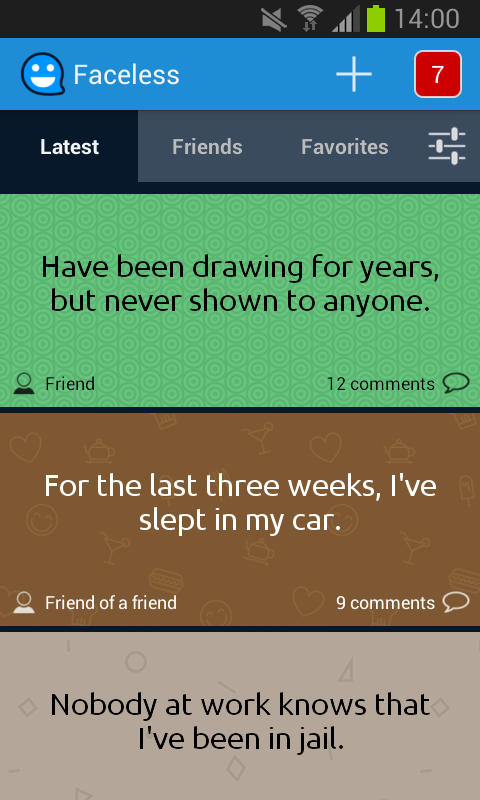 14:00
Faceless
7
Latest Friends Favorites
Have been drawing for years,
but never shown to anyone.
Friend 12 comments
For the last three weeks, I've
slept in my car.
Friend of a friend 9 comments
Nobody at work knows that
I've been in jail.